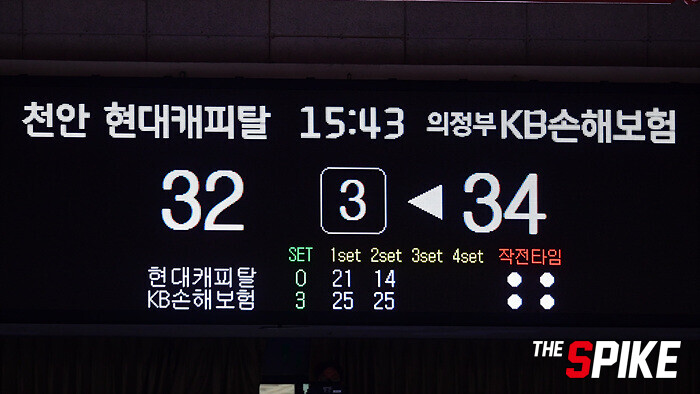 천안 현대캐피탈 15:43 의정부 KB손해보험
32 3 34
SET 1set 2set 3set 4set 작전타임
현대캐피탈 0 21 14
KB손해보험 3 25 25
THE SPIKE